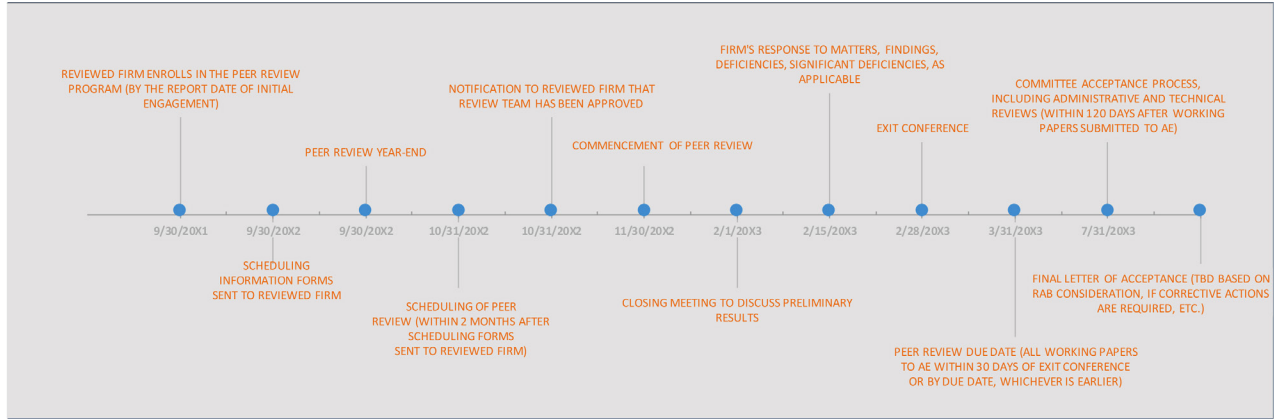 REVIEWED FIRM ENROLLS IN THE PEER REVIEW
PROGRAM (BY THE REPORT DATE OF INITIAL
ENGAGEMENT)
PEER REVIEW YEAR-END
NOTIFICATION TO REVIEWED FIRM THAT
REVIEW TEAM HAS BEEN APPROVED
COMMENCEMENT OF PEER REVIEW
FIRM'S RESPONSE TO MATTERS, FINDINGS,
DEFICIENCIES, SIGNIFICANT DEFICIENCIES, AS
APPLICABLE
EXIT CONFERENCE
COMMITTEE ACCEPTANCE PROCESS,
INCLUDING ADMINISTRATIVE AND TECHNICAL
REVIEWS (WITHIN 120 DAYS AFTER WORKING
PAPERS SUBMITTED TO AE)
9/30/20X1
9/30/20X2
9/30/20X2
10/31/20X2
10/31/20X2
11/30/20X2
2/1/20X3
2/15/20X3
2/28/20X3
3/31/20X3
7/31/20X3
SCHEDULING
INFORMATION FORMS
SENT TO REVIEWED FIRM
SCHEDULING OF PEER
REVIEW (WITHIN 2 MONTHS AFTER
SCHEDULING FORMS
SENT TO REVIEWED FIRM)
CLOSING MEETING TO DISCUSS PRELIMINARY
RESULTS
PEER REVIEW DUE DATE (ALL WORKING PAPERS
TO AE WITHIN 30 DAYS OF EXIT CONFERENCE
OR BY DUE DATE, WHICHEVER IS EARLIER)
FINAL LETTER OF ACCEPTANCE (TBD BASED ON
RAB CONSIDERATION, IF CORRECTIVE ACTIONS
ARE REQUIRED, ETC.)